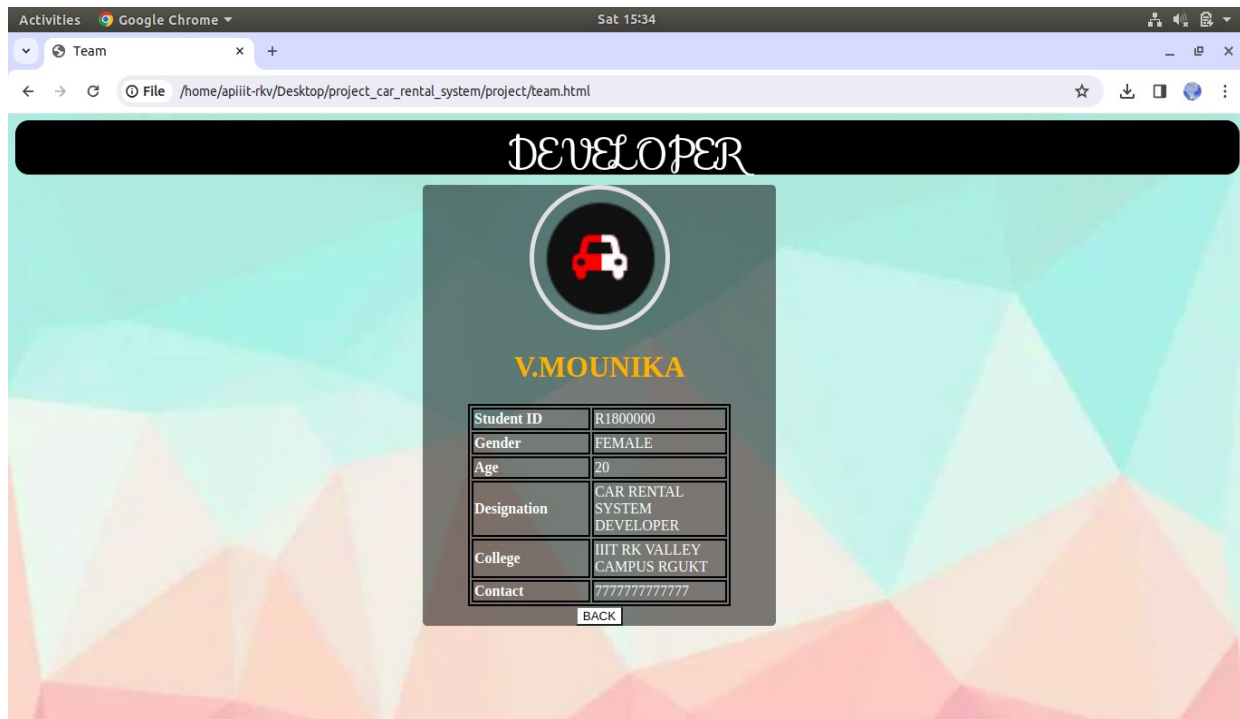 Activities Google Chrome Sat 15:34
Team
File /home/apiiit-rkv/Desktop/project_car_rental_system/project/team.html
DEVELOPER
V.MOUNIKA
Student ID R1800000
Gender FEMALE
Age 20
Designation CAR RENTAL
SYSTEM
DEVELOPER
College IIIT RK VALLEY
CAMPUS RGUKT
Contact 7777777777777
BACK